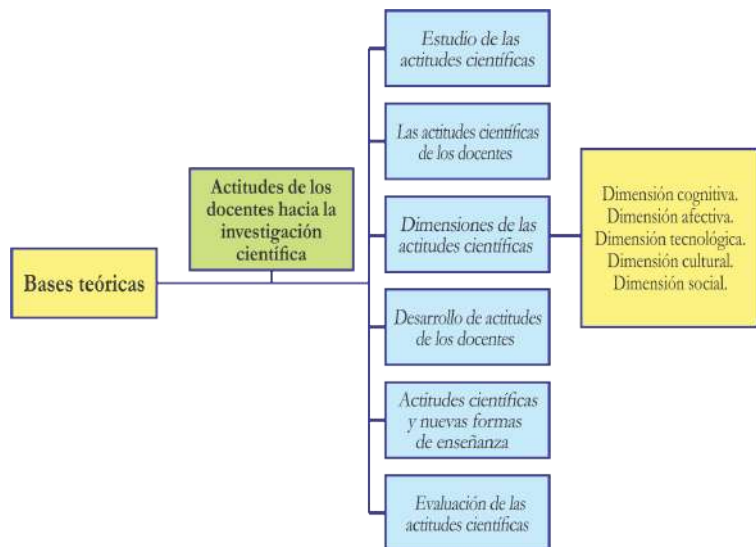 Bases teóricas
Actitudes de los
docentes hacia la
investigación
científica
Estudio de las
actitudes científicas
Las actitudes científicas
de los docentes
Dimensiones de las
actitudes científicas
Dimensión cognitiva.
Dimensión afectiva.
Dimensión tecnológica.
Dimensión cultural.
Dimensión social.
Desarrollo de actitudes
de los docentes
Actitudes científicas
y nuevas formas
de enseñanza
Evaluación de las
actitudes científicas